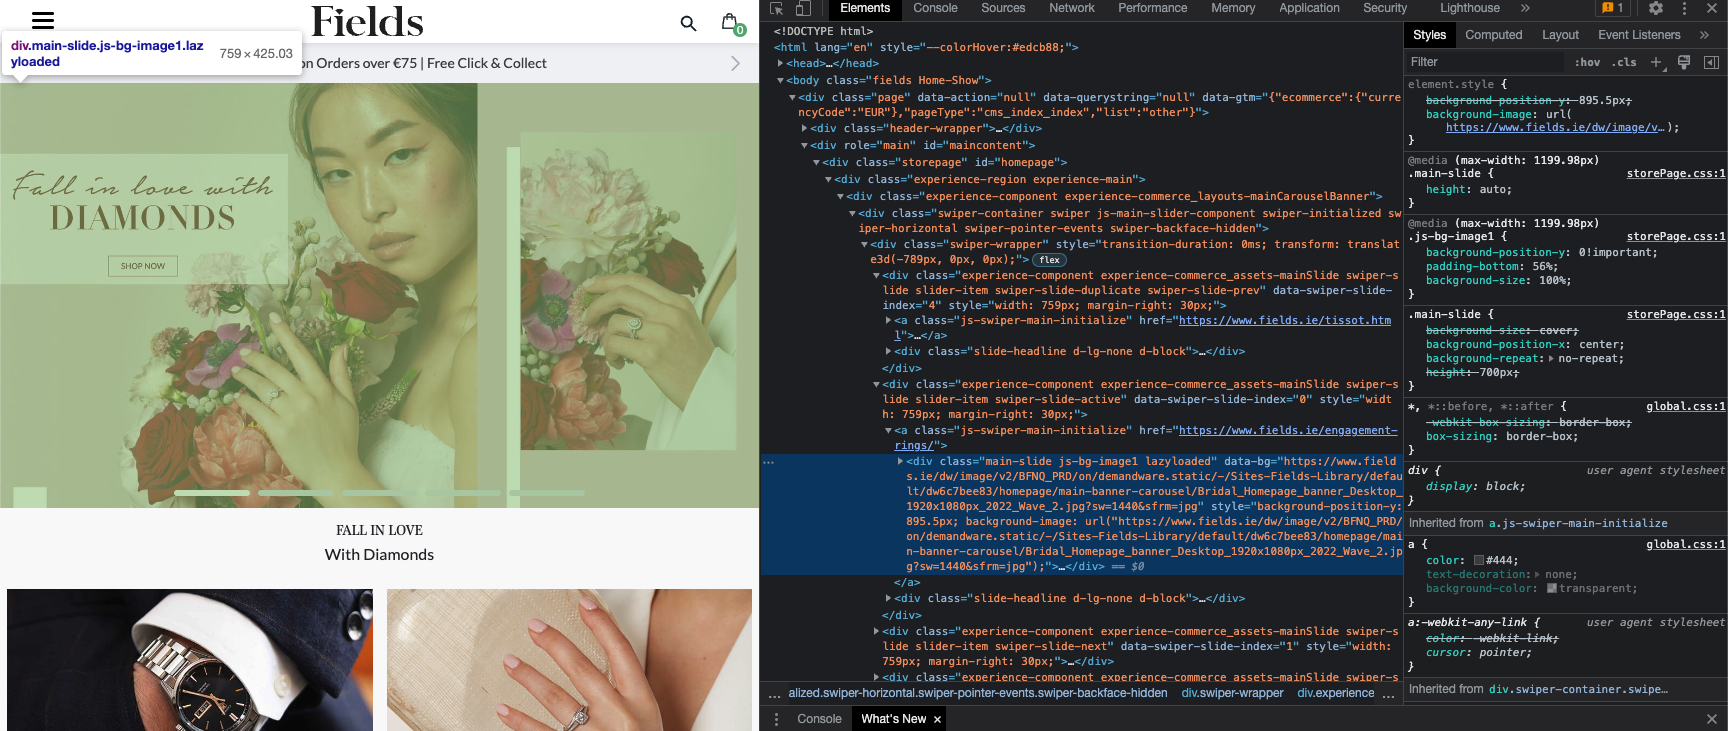 Fields
0
div.main-slide.js-bg-image1.laz
yloaded
759 × 425.03
on Orders over €75 | Free Click & Collect
Fall in love with
DIAMONDS
SHOP NOW
FALL IN LOVE
With Diamonds
Elements Console Sources Network Performance Memory Application Security Lighthouse » 1
<!DOCTYPE html>
<html lang="en" style="--colorHover:#edcb88;">
<head>…</head>
<body class="fields Home-Show">
<div class="page" data-action="null" data-querystring="null" data-gtm="{"ecommerce":{"curre
ncyCode":"EUR"},"pageType":"cms_index_index","list":"other"}">
<div class="header-wrapper">…</div>
<div role="main" id="maincontent">
<div class="storepage" id="homepage">
<div class="experience-region experience-main">
<div class="experience-component experience-commerce_layouts-mainCarouselBanner">
<div class="swiper-container swiper js-main-slider-component swiper-initialized sw
iper-horizontal swiper-pointer-events swiper-backface-hidden">
<div class="swiper-wrapper" style="transition-duration: 0ms; transform: translat
e3d(-789px, 0px, 0px);"> flex
<div class="experience-component experience-commerce_assets-mainSlide swiper-s
lide slider-item swiper-slide-duplicate swiper-slide-prev" data-swiper-slide-
index="4" style="width: 759px; margin-right: 30px;">
<a class="js-swiper-main-initialize" href="https://www.fields.ie/tissot.htm
l">…</a>
<div class="slide-headline d-lg-none d-block">…</div>
</div>
<div class="experience-component experience-commerce_assets-mainSlide swiper-s
lide slider-item swiper-slide-active" data-swiper-slide-index="0" style="widt
h: 759px; margin-right: 30px;">
<a class="js-swiper-main-initialize" href="https://www.fields.ie/engagement-
rings/">
… <div class="main-slide js-bg-image1 lazyloaded" data-bg="https://www.field
s.ie/dw/image/v2/BFNQ_PRD/on/demandware.static/-/Sites-Fields-Library/defau
lt/dw6c7bee83/homepage/main-banner-carousel/Bridal_Homepage_banner_Desktop_
1920x1080px_2022_Wave_2.jpg?sw=1440&sfrm=jpg" style="background-position-y:
895.5px; background-image: url("https://www.fields.ie/dw/image/v2/BFNQ_PRD/
on/demandware.static/-/Sites-Fields-Library/default/dw6c7bee83/homepage/mai
n-banner-carousel/Bridal_Homepage_banner_Desktop_1920x1080px_2022_Wave_2.jp
g?sw=1440&sfrm=jpg");">…</div> == $0
</a>
<div class="slide-headline d-lg-none d-block">…</div>
</div>
<div class="experience-component experience-commerce_assets-mainSlide swiper-s
lide slider-item swiper-slide-next" data-swiper-slide-index="1" style="width:
759px; margin-right: 30px;">…</div>
<div class="experience-component experience-commerce_assets-mainSlide swiper-s
… alized.swiper-horizontal.swiper-pointer-events.swiper-backface-hidden div.swiper-wrapper div.experience …
Console What's New ×
Styles Computed Layout Event Listeners »
Filter :hov .cls +
element.style {
background-position-y: 895.5px;
background-image: url(
https://www.fields.ie/dw/image/v…);
}
@media (max-width: 1199.98px)
.main-slide { storePage.css:1
height: auto;
}
@media (max-width: 1199.98px)
.js-bg-image1 { storePage.css:1
background-position-y: 0!important;
padding-bottom: 56%;
background-size: 100%;
}
.main-slide { storePage.css:1
background-size: cover;
background-position-x: center;
background-repeat: no-repeat;
height: 700px;
}
*, *::before, *::after { global.css:1
-webkit-box-sizing: border-box;
box-sizing: border-box;
}
div { user agent stylesheet
display: block;
}
Inherited from a.js-swiper-main-initialize
a { global.css:1
color: #444;
text-decoration: none;
background-color: transparent;
}
a:-webkit-any-link { user agent stylesheet
color: -webkit-link;
cursor: pointer;
}
Inherited from div.swiper-container.swipe…